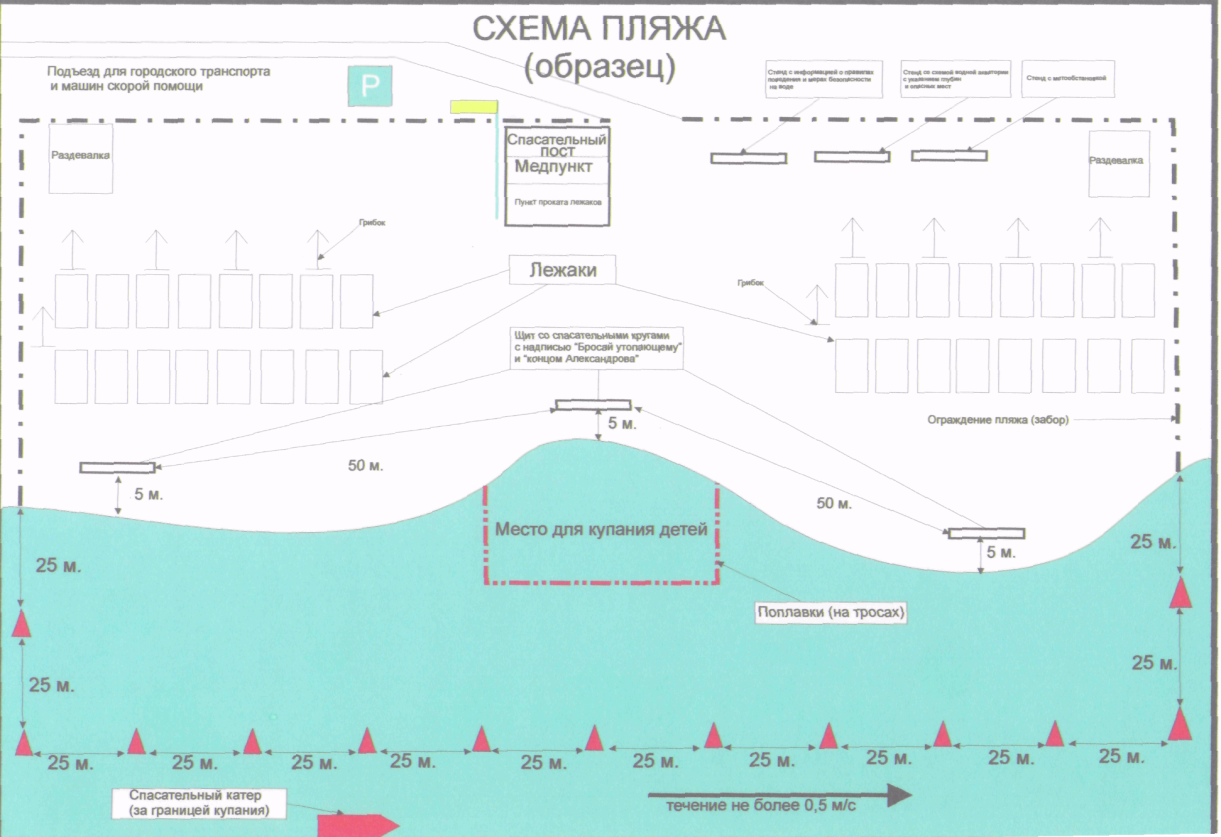 СХЕМА ПЛЯЖА
(образец)
Подъезд для городского транспорта
и машин скорой помощи
P
Стенд с информацией о правилах
поведения и мерах безопасности
на воде
Стенд со схемой водной акватории
с указанием глубин
и опасных мест
Стенд с метеообстановкой
Раздевалка
Спасательный
пост
Медпункт
Пункт проката лежаков
Раздевалка
Грибок
Лежаки
Грибок
Щит со спасательными кругами
с надписью "Бросай утопающему"
и "концом Александрова"
Ограждение пляжа (забор)
5 м.
50 м.
5 м.
50 м.
Место для купания детей
5 м.
25 м.
25 м.
Поплавки (на тросах)
25 м.
25 м.
25 м.
25 м.
25 м.
25 м.
25 м.
25 м.
25 м.
25 м.
25 м.
25 м.
Спасательный катер
(за границей купания)
течение не более 0,5 м/с